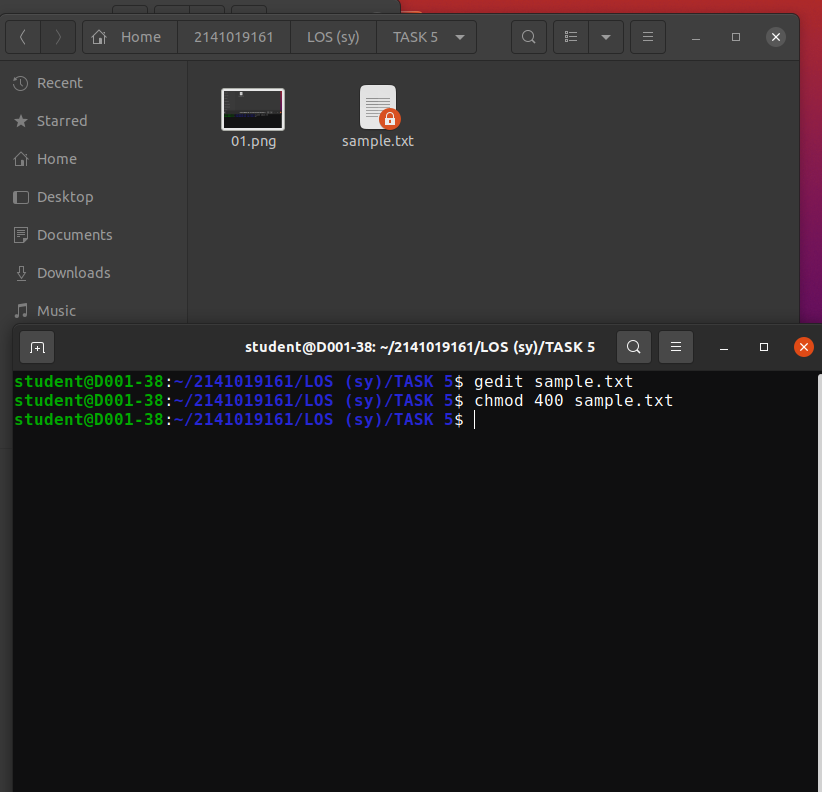 Home 2141019161 LOS (sy) TASK 5
Recent
Starred
Home
Desktop
Documents
Downloads
Music
01.png
sample.txt
student@D001-38: ~/2141019161/LOS (sy)/TASK 5
student@D001-38:~/2141019161/LOS (sy)/TASK 5$ gedit sample.txt
student@D001-38:~/2141019161/LOS (sy)/TASK 5$ chmod 400 sample.txt
student@D001-38:~/2141019161/LOS (sy)/TASK 5$